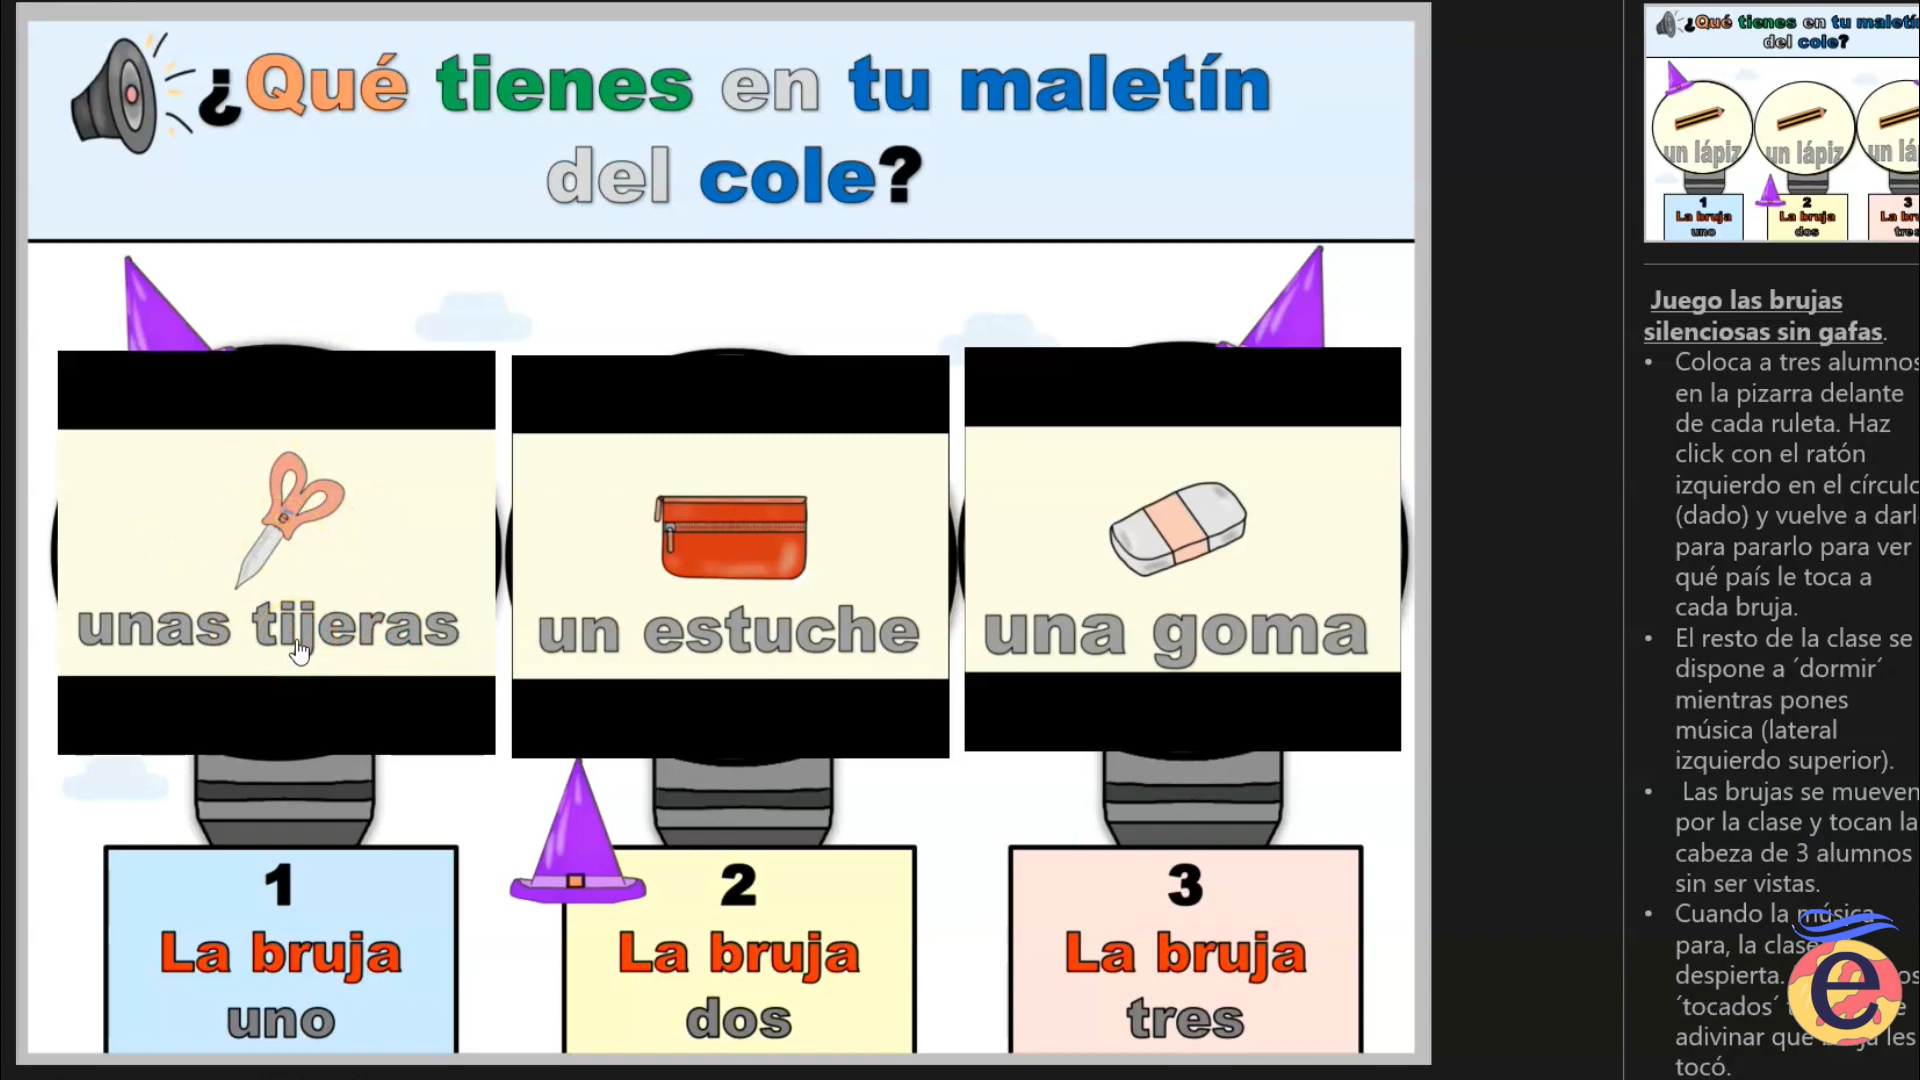 ¿Qué tienes en tu maletín
del cole?
unas tijeras
un estuche
una goma
1
La bruja
uno
2
La bruja
dos
3
La bruja
tres
¿Qué tienes en tu maletín
del cole?
un lápiz
un lápiz
un lá
1
La bruja
uno
2
La bruja
dos
3
La bru
tres
Juego las brujas
silenciosas sin gafas.
• Coloca a tres alumnos
en la pizarra delante
de cada ruleta. Haz
click con el ratón
izquierdo en el círculo
(dado) y vuelve a darl
para pararlo para ver
qué país le toca a
cada bruja.
• El resto de la clase se
dispone a ´dormir´
mientras pones
música (lateral
izquierdo superior).
• Las brujas se mueven
por la clase y tocan la
cabeza de 3 alumnos
sin ser vistas.
• Cuando la música
para, la clase
despierta. os
´tocados´ e
adivinar que les
tocó.
e